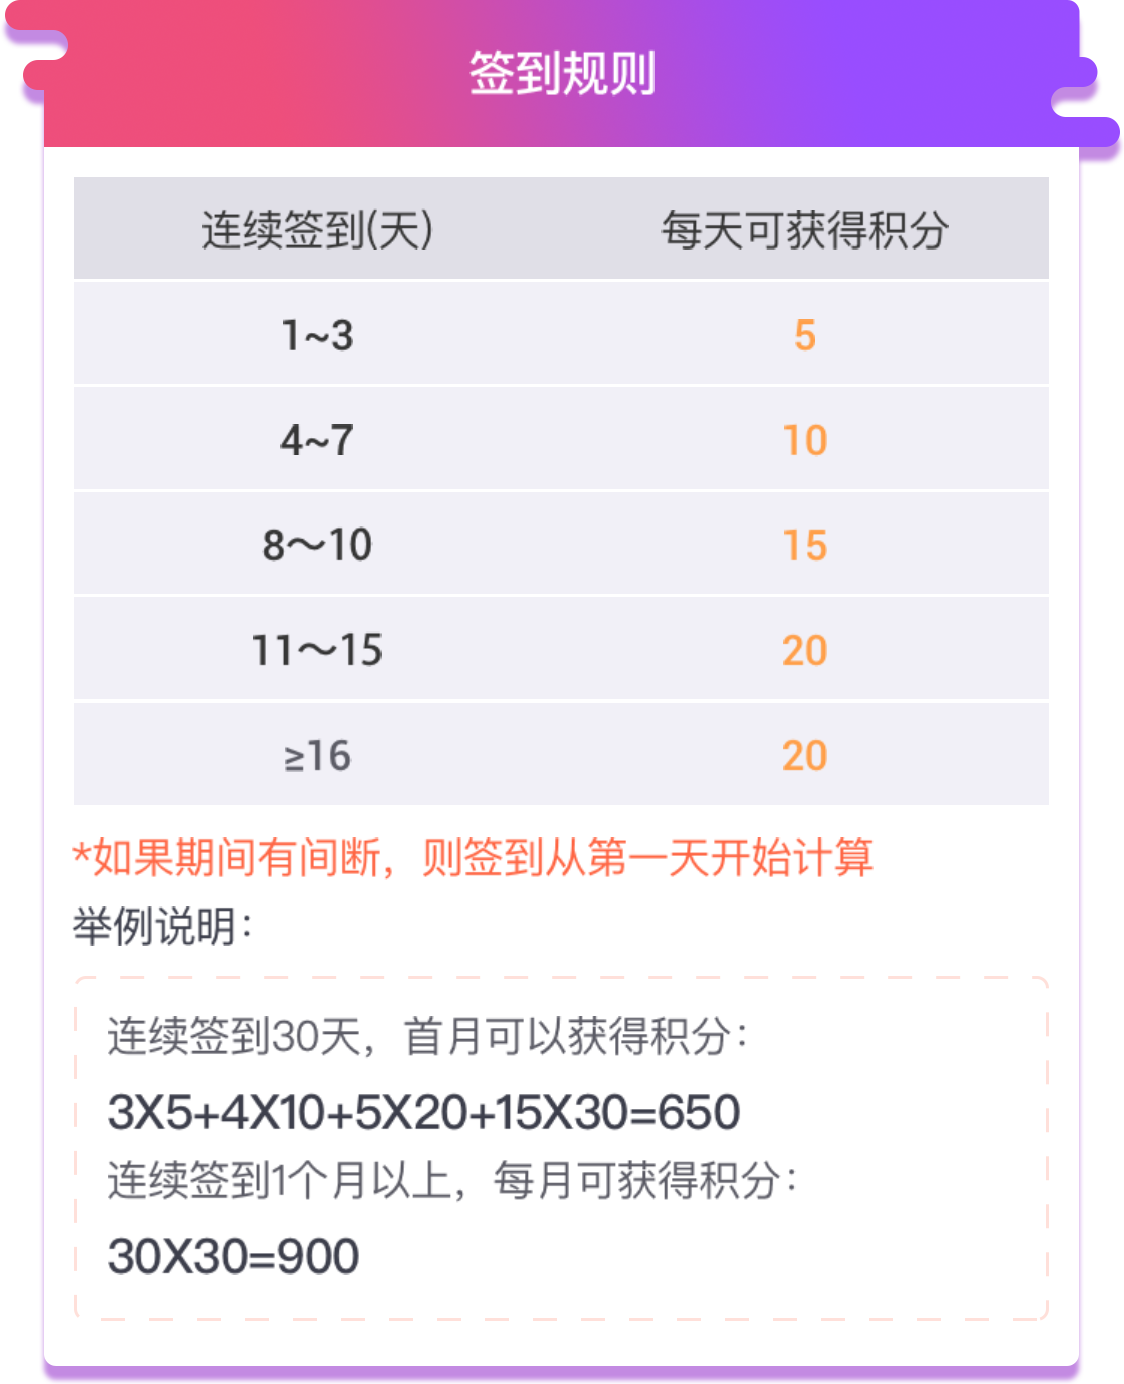 签到规则
连续签到(天) 每天可获得积分
1~3 5
4~7 10
8～10 15
11～15 20
≥16 20
*如果期间有间断，则签到从第一天开始计算
举例说明：
连续签到30天，首月可以获得积分：
3X5+4X10+5X20+15X30=650
连续签到1个月以上，每月可获得积分：
30X30=900